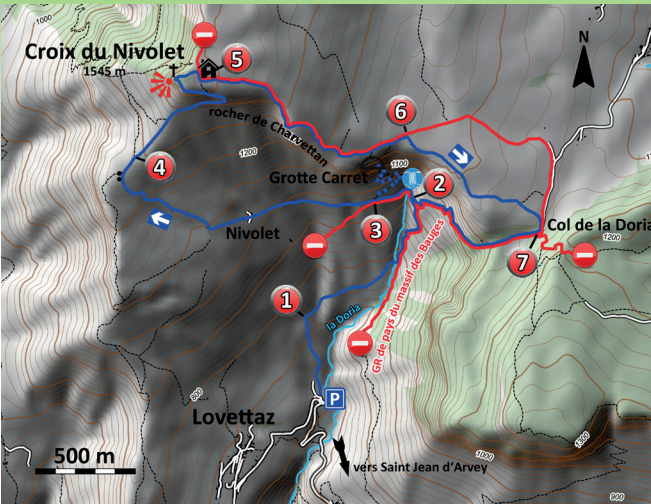 1000
Croix du Nivolet
1545 m
5
N
6
rocher de Charvettan
1200
1100
4
Grotte Carret
2
Nivolet
3
Col de la Doria
1200
7
1
la Doria
GR de pays du massif des Bauges
800
P
Lovettaz
500 m
vers Saint Jean d'Arvey
1000
1300
900